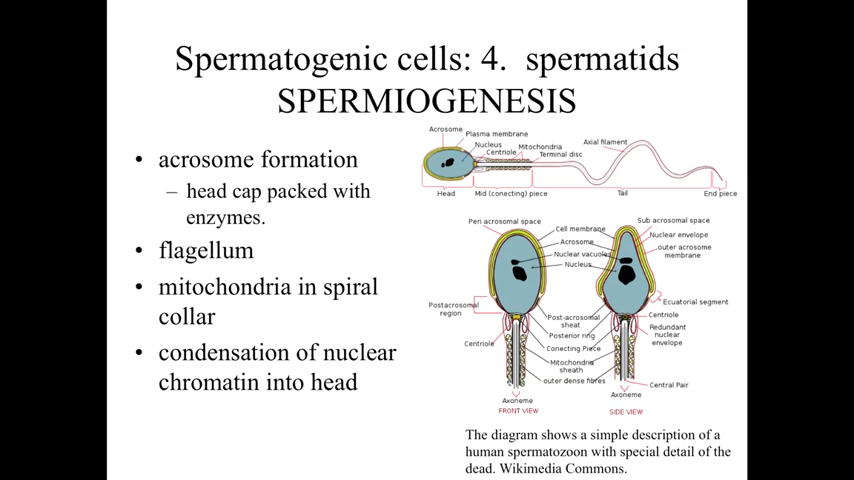 Spermatogenic cells: 4. spermatids
SPERMIOGENESIS
• acrosome formation
– head cap packed with
enzymes.
• flagellum
• mitochondria in spiral
collar
• condensation of nuclear
chromatin into head
Acrosome
Plasma membrane
Nucleus
Centriole
Mitochondria
Terminal disc
Axial filament
Head
Mid (conecting) piece
Tail
End piece
Peri acrosomal space
Cell membrane
Acrosome
Nuclear vacuoles
Nucleus
Sub acrosomal space
Nuclear envelope
outer acrosome
membrane
Postacrosomal
region
Ecuatorial segment
Post-acrosomal
sheat
Centriole
Posterior ring
Redundant
nuclear
envelope
Centriole
Conecting Piece
Mitochondria
sheath
outer dense fibres
Central Pair
Axoneme
FRONT VIEW
Axoneme
SIDE VIEW
The diagram shows a simple description of a
human spermatozoon with special detail of the
dead. Wikimedia Commons.